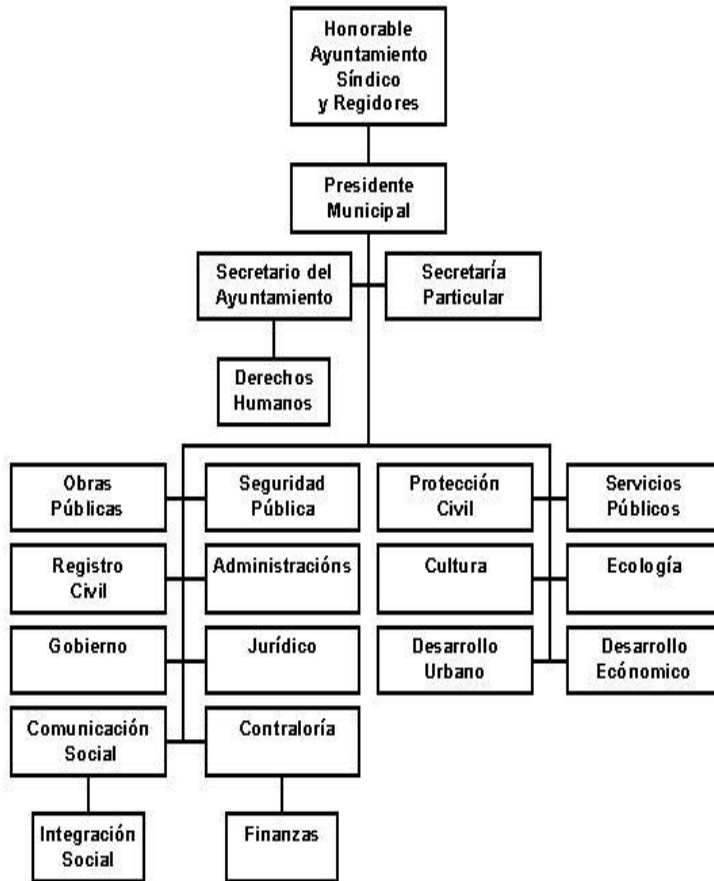 Honorable
Ayuntamiento
Síndico
y Regidores
Presidente
Municipal
Secretario del
Ayuntamiento
Secretaría
Particular
Derechos
Humanos
Obras
Públicas
Seguridad
Pública
Protección
Civil
Servicios
Públicos
Registro
Civil
Administracións
Cultura
Ecología
Gobierno
Jurídico
Desarrollo
Urbano
Desarrollo
Ecónomico
Comunicación
Social
Contraloría
Integración
Social
Finanzas